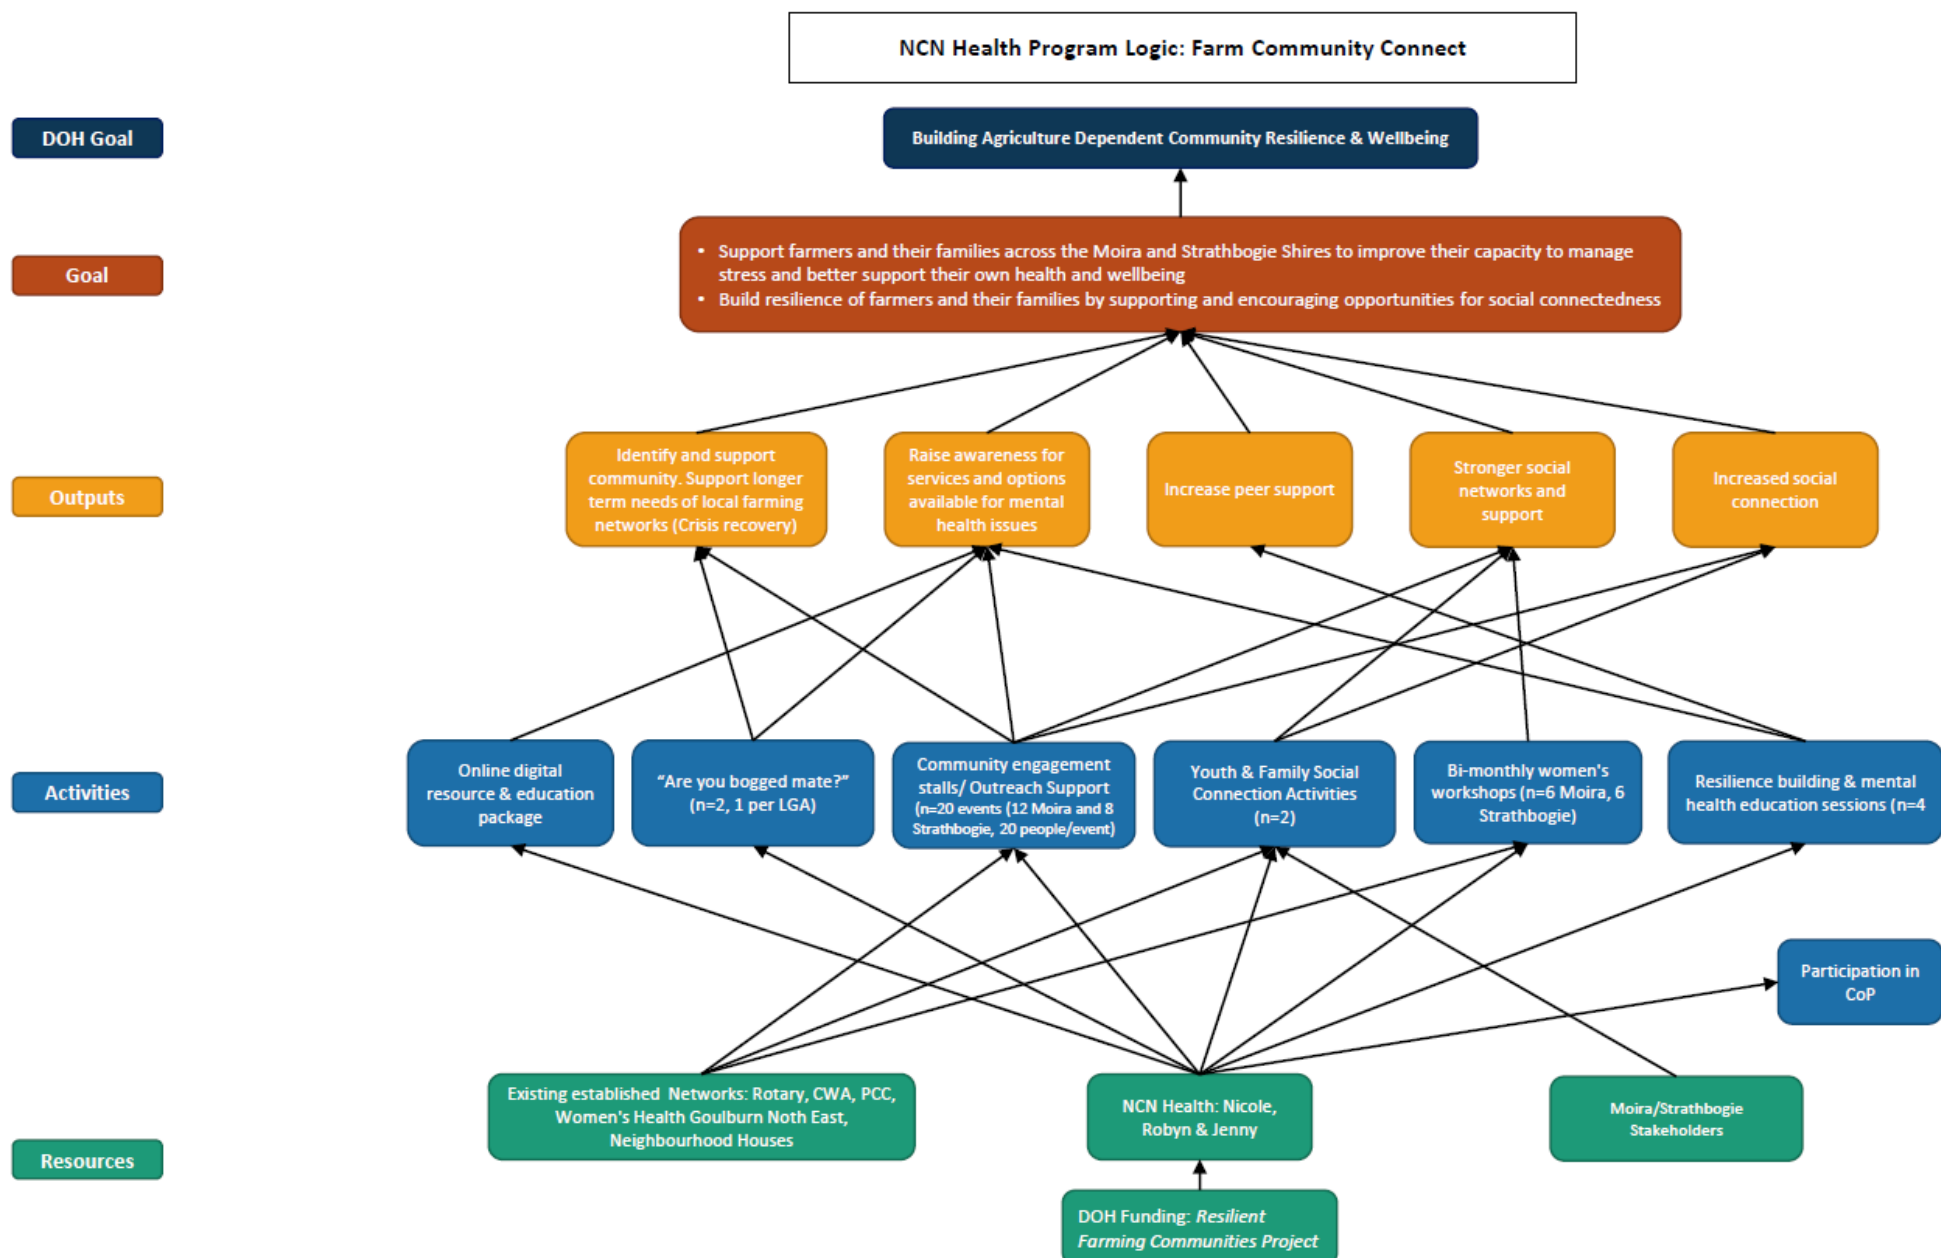 NCN Health Program Logic: Farm Community Connect
DOH Goal
Building Agriculture Dependent Community Resilience & Wellbeing
Goal
• Support farmers and their families across the Moira and Strathbogie Shires to improve their capacity to manage
stress and better support their own health and wellbeing
• Build resilience of farmers and their families by supporting and encouraging opportunities for social connectedness
Outputs
Identify and support
community. Support longer
term needs of local farming
networks (Crisis recovery)
Raise awareness for
services and options
available for mental
health issues
Increase peer support
Stronger social
networks and
support
Increased social
connection
Activities
Online digital
resource & education
package
“Are you bogged mate?”
(n=2, 1 per LGA)
Community engagement
stalls/ Outreach Support
(n=20 events (12 Moira and 8
Strathbogie, 20 people/event)
Youth & Family Social
Connection Activities
(n=2)
Bi-monthly women's
workshops (n=6 Moira, 6
Strathbogie)
Resilience building & mental
health education sessions (n=4
Participation in
CoP
Resources
Existing established Networks: Rotary, CWA, PCC,
Women's Health Goulburn Noth East,
Neighbourhood Houses
NCN Health: Nicole,
Robyn & Jenny
Moira/Strathbogie
Stakeholders
DOH Funding: Resilient
Farming Communities Project